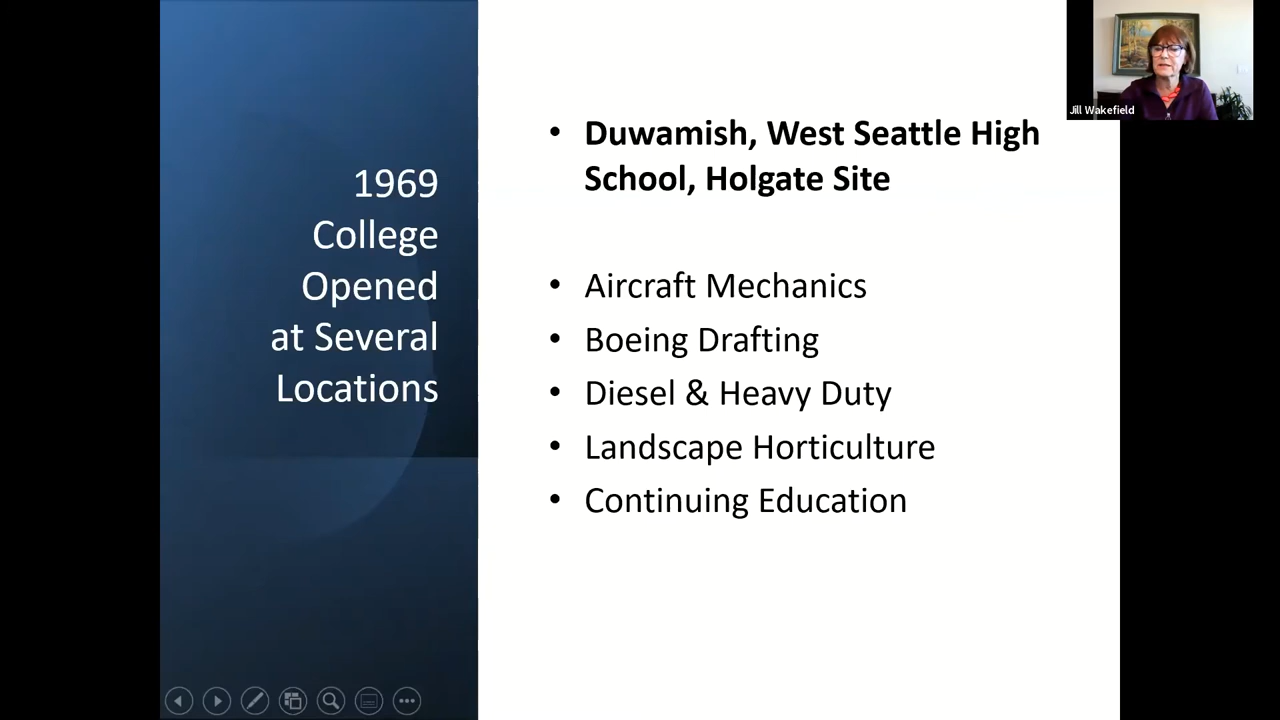 1969
College
Opened
at Several
Locations
• Duwamish, West Seattle High
School, Holgate Site
• Aircraft Mechanics
• Boeing Drafting
• Diesel & Heavy Duty
• Landscape Horticulture
• Continuing Education
Jill Wakefield